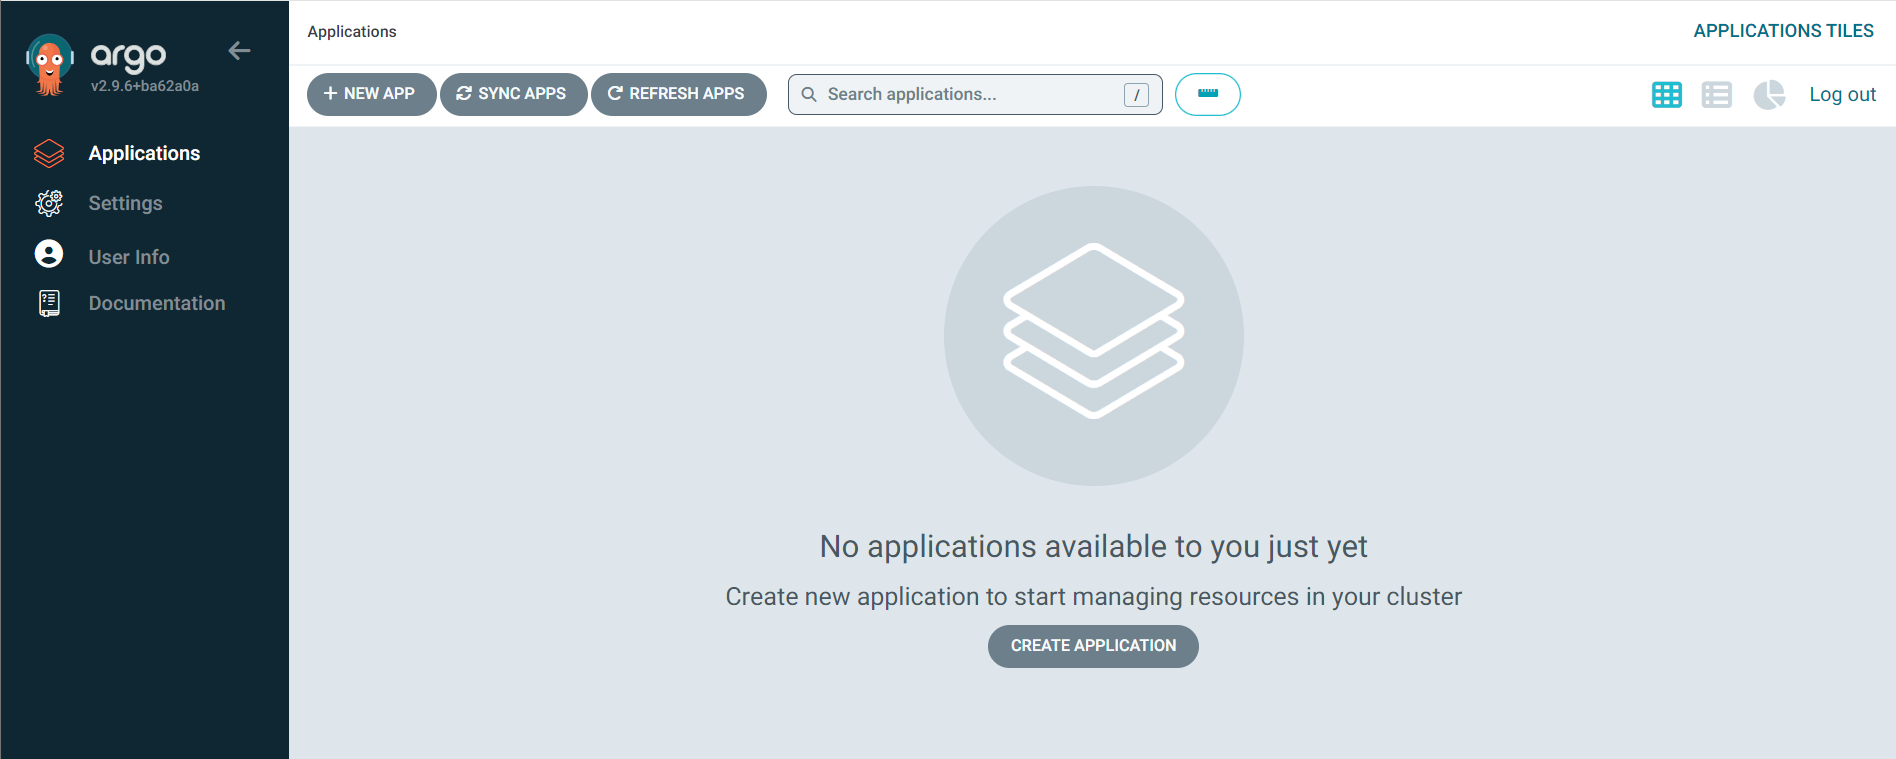 argo
v2.9.6+ba62a0a
Applications
Settings
User Info
Documentation
Applications
APPLICATIONS TILES
NEW APP
SYNC APPS
REFRESH APPS
Search applications...
/
Log out
No applications available to you just yet
Create new application to start managing resources in your cluster
CREATE APPLICATION